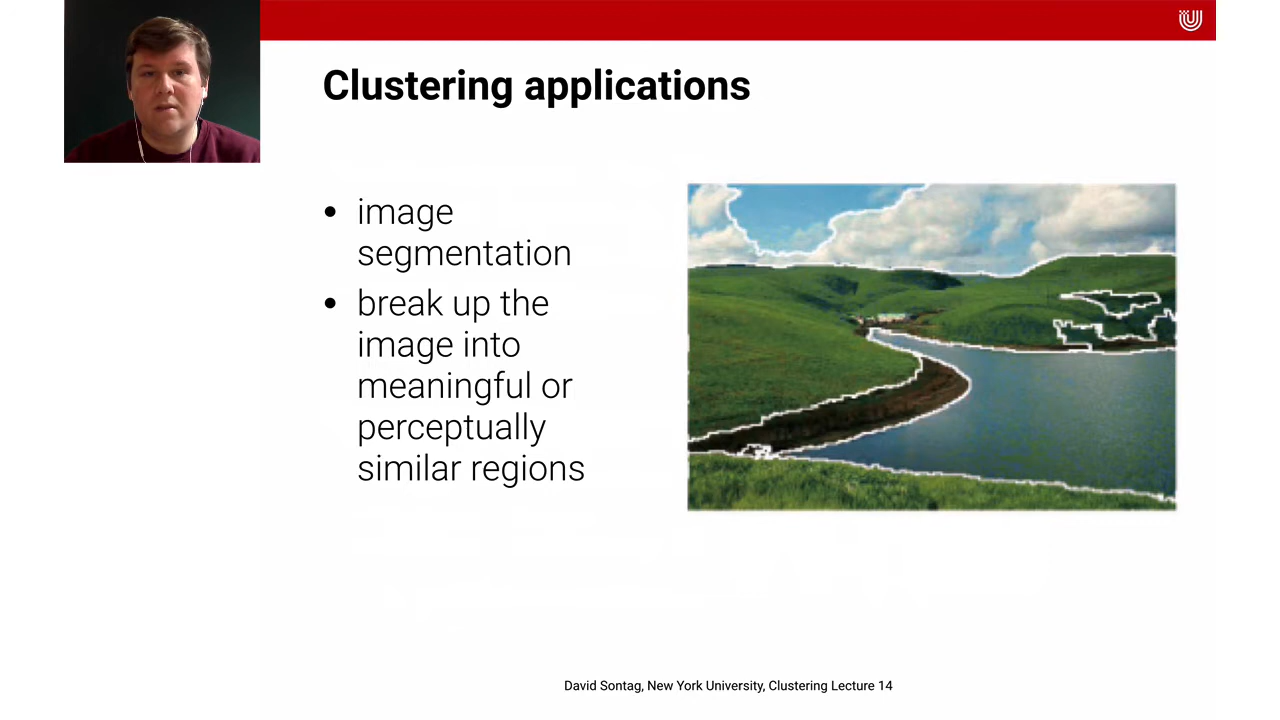 Clustering applications
• image
segmentation
• break up the
image into
meaningful or
perceptually
similar regions
David Sontag, New York University, Clustering Lecture 14